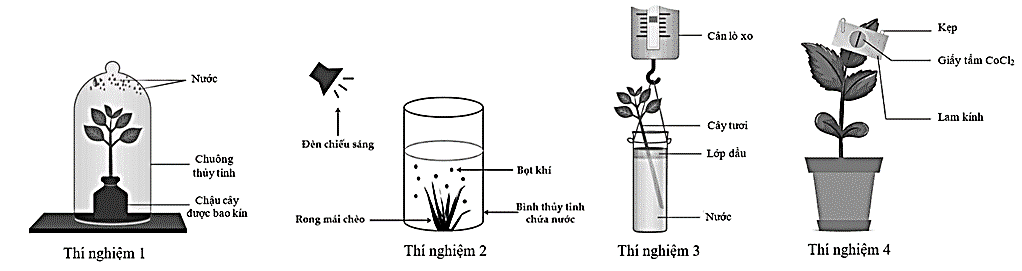 Nước
Chuông
thủy tinh
Chậu cây
được bao kín
Thí nghiệm 1
Đèn chiếu sáng
Bọt khí
Rong mái chèo
Bình thủy tinh
chứa nước
Thí nghiệm 2
Cân lò xo
Cây tươi
Lớp dầu
Nước
Thí nghiệm 3
Kẹp
Giấy tẩm CoCl₂
Lam kính
Thí nghiệm 4